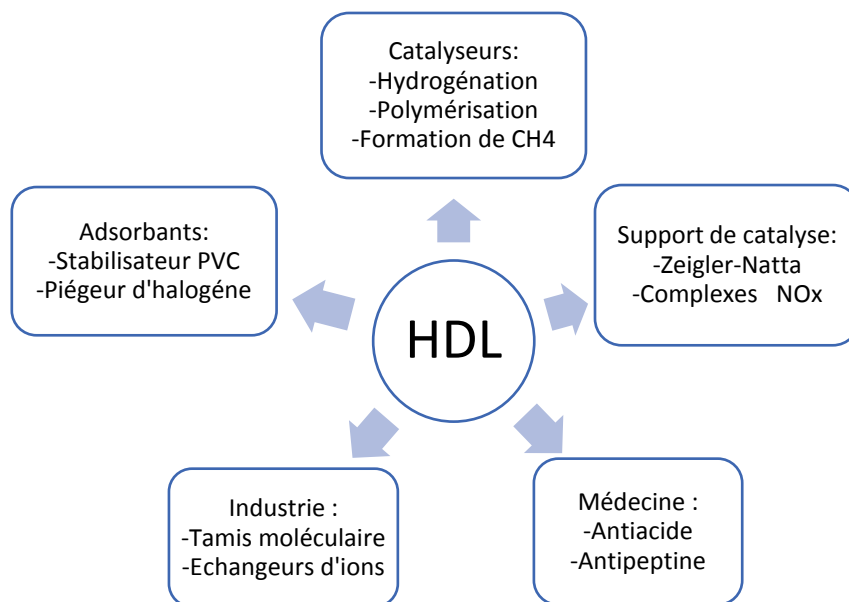 Catalyseurs:
-Hydrogénation
-Polymérisation
-Formation de CH4
Adsorbants:
-Stabilisateur PVC
-Piégeur d'halogéne
Support de catalyse:
-Zeigler-Natta
-Complexes NOx
HDL
Industrie :
-Tamis moléculaire
-Echangeurs d'ions
Médecine :
-Antiacide
-Antipeptine